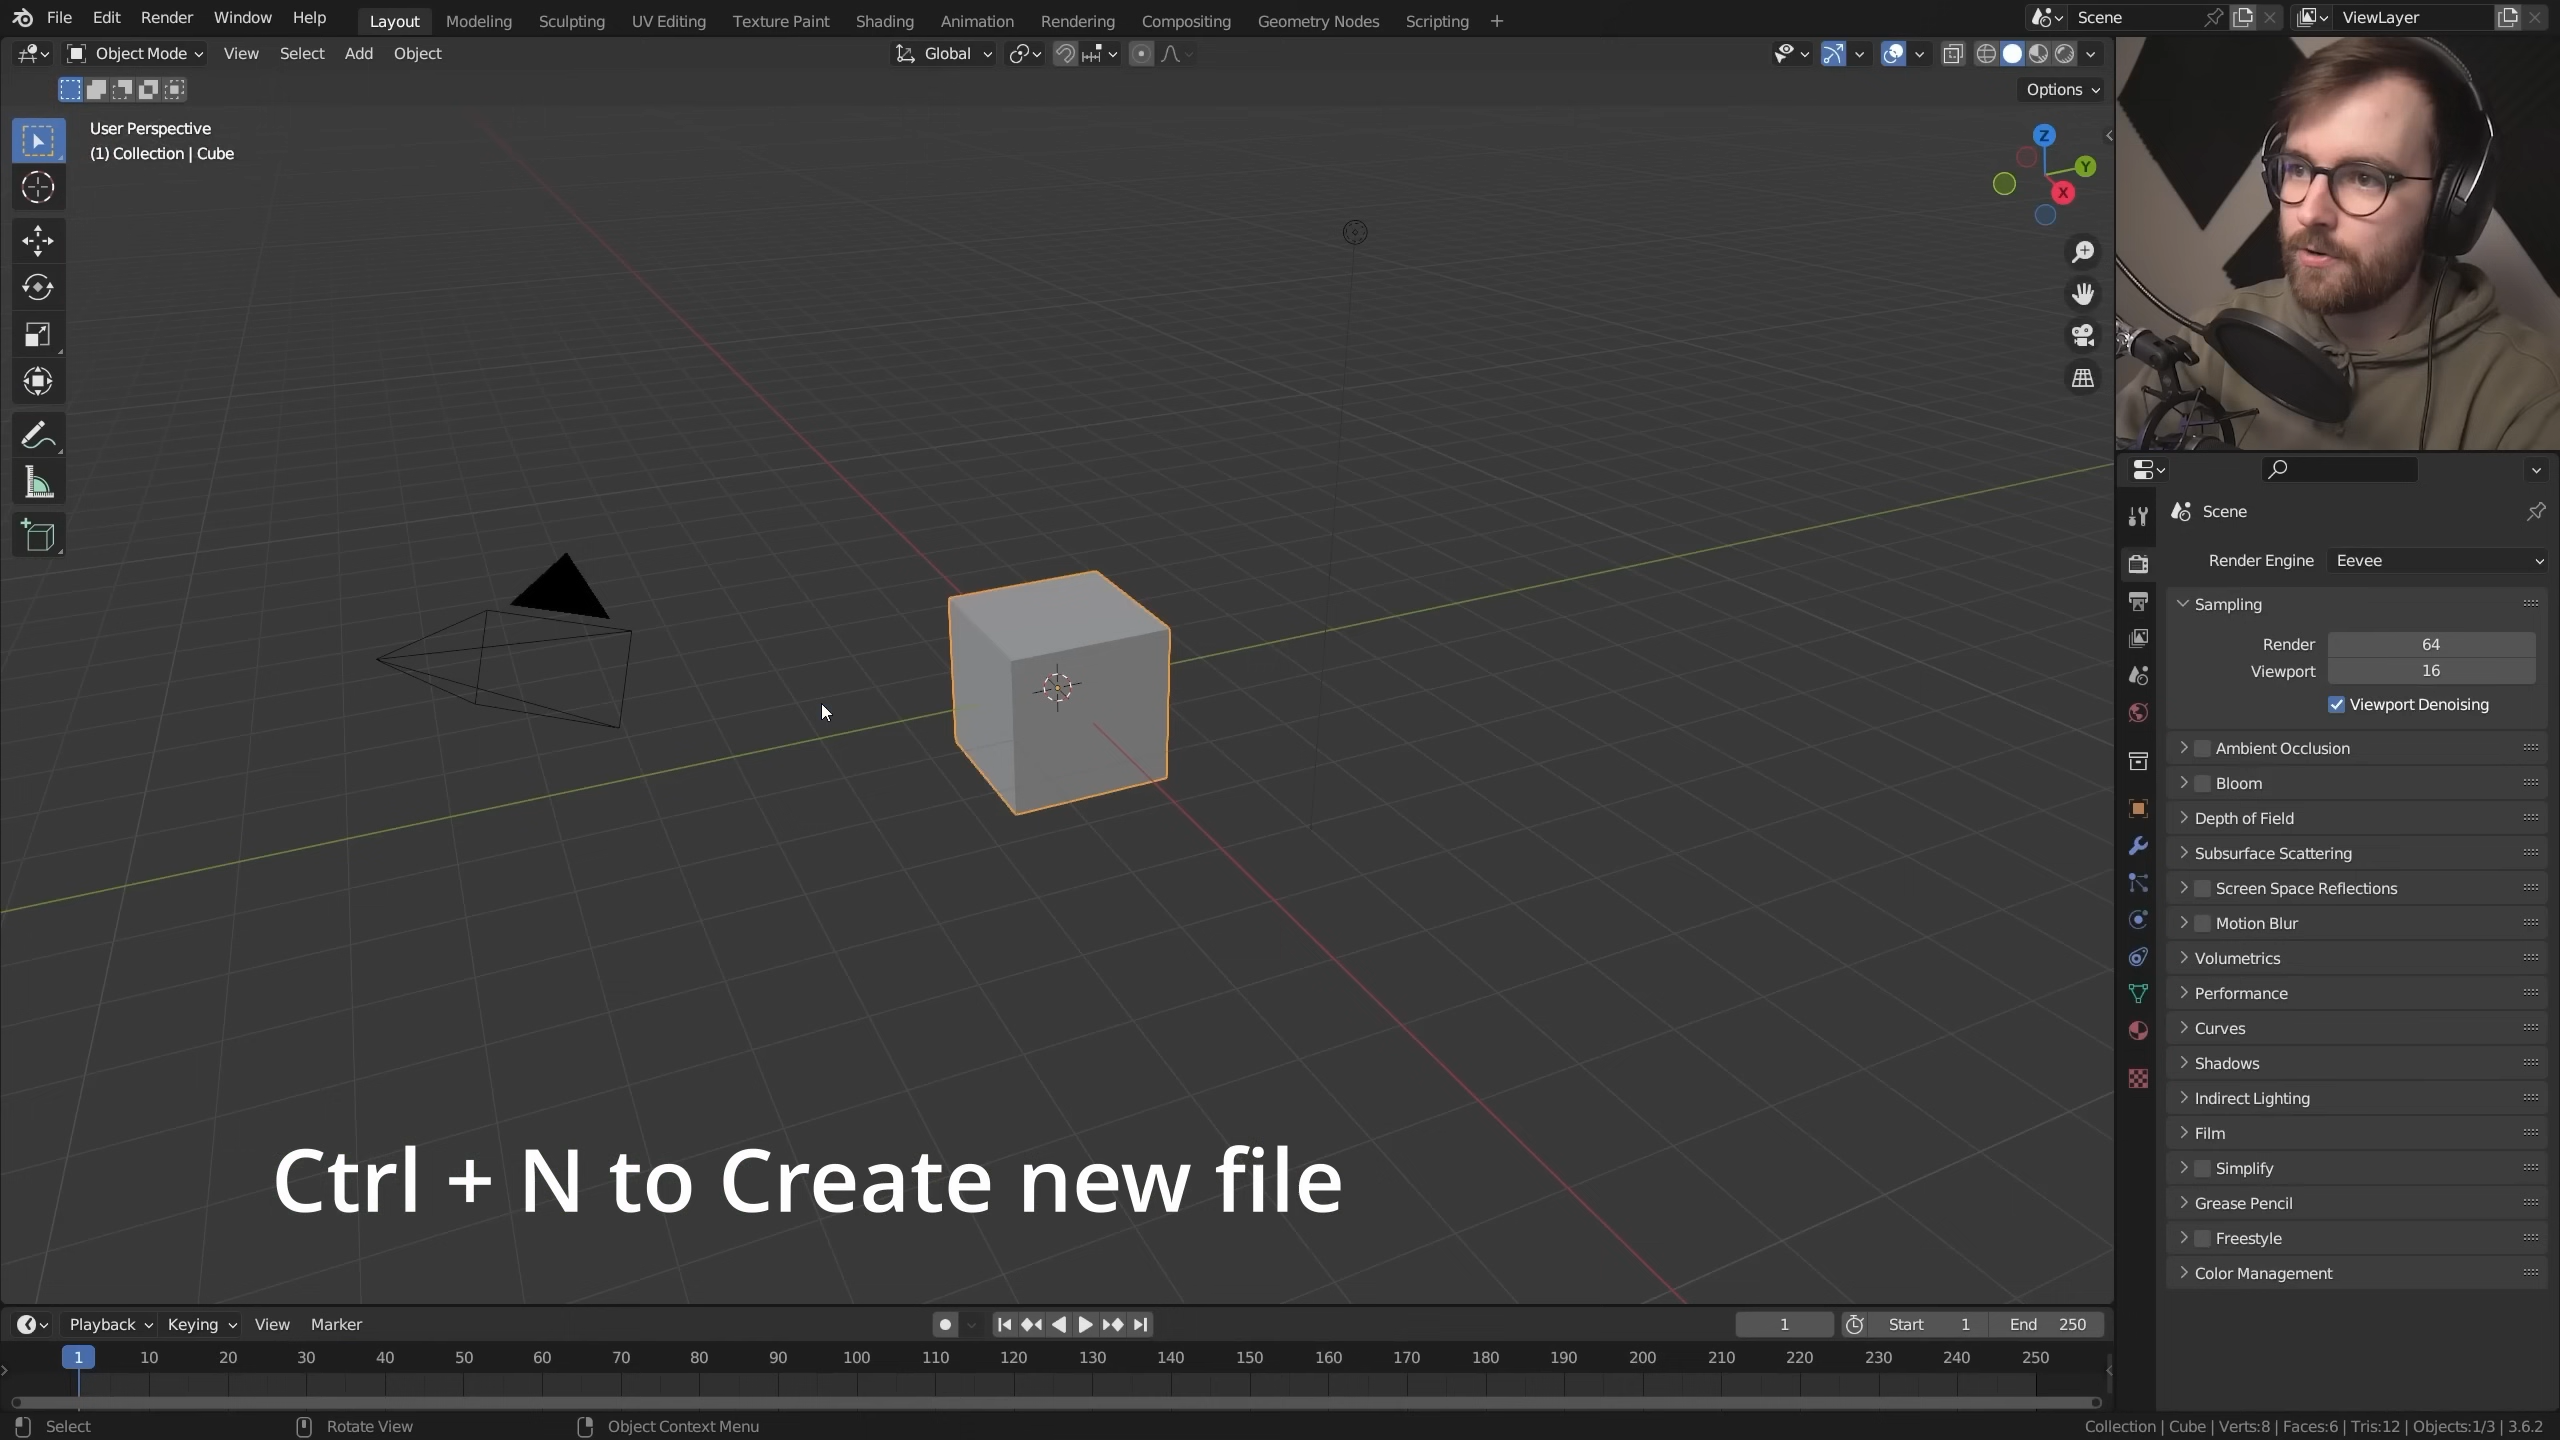 File Edit Render Window Help Layout Modeling Sculpting UV Editing Texture Paint Shading Animation Rendering Compositing Geometry Nodes Scripting + Scene ViewLayer
Object Mode View Select Add Object Global
Options
User Perspective
(1) Collection | Cube
Z
Y
X
Scene
Render Engine Eevee
Sampling
Render 64
Viewport 16
Viewport Denoising
Ambient Occlusion
Bloom
Depth of Field
Subsurface Scattering
Screen Space Reflections
Motion Blur
Volumetrics
Performance
Curves
Shadows
Indirect Lighting
Film
Simplify
Grease Pencil
Freestyle
Color Management
Ctrl + N to Create new file
Playback Keying View Marker 1 Start 1 End 250
1 10 20 30 40 50 60 70 80 90 100 110 120 130 140 150 160 170 180 190 200 210 220 230 240 250
Select Rotate View Object Context Menu Collection | Cube | Verts:8 | Faces:6 | Tris:12 | Objects:1/3 | 3.6.2